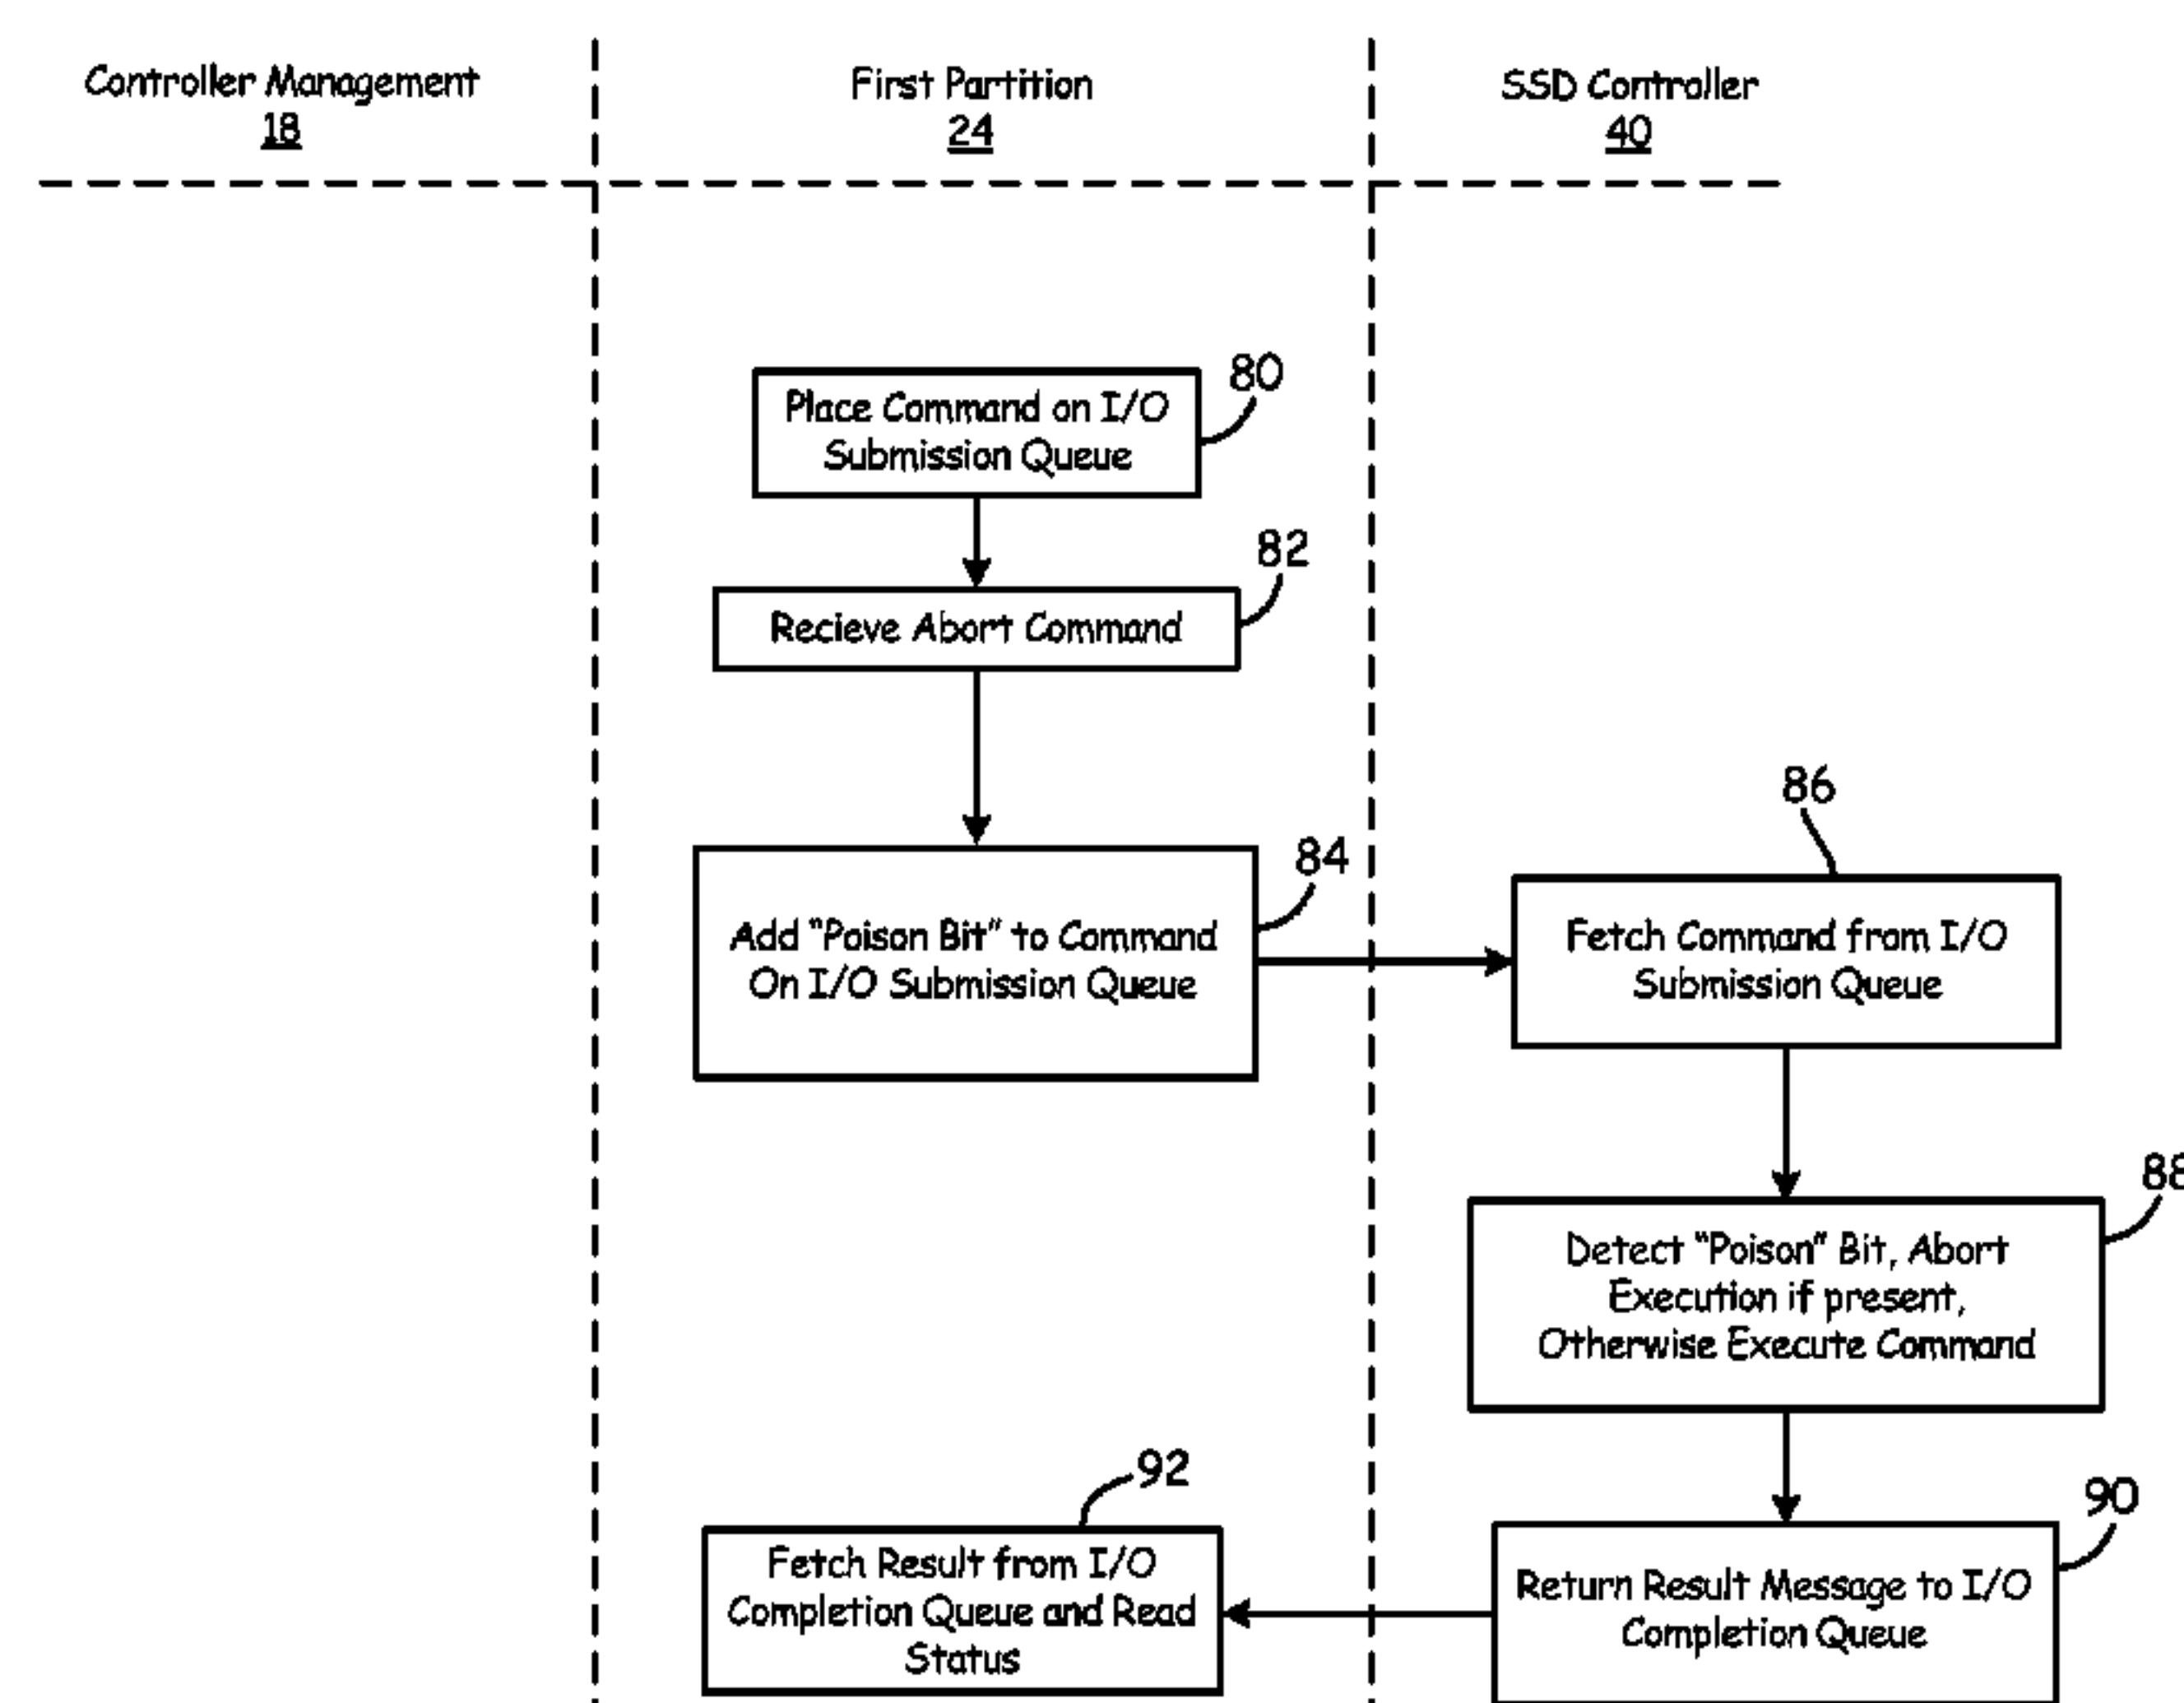 Controller Management
18
First Partition
24
SSD Controller
40
80
Place Command on I/O
Submission Queue
82
Recieve Abort Command
84
Add "Poison Bit" to Command
On I/O Submission Queue
86
Fetch Command from I/O
Submission Queue
88
Detect "Poison" Bit, Abort
Execution if present,
Otherwise Execute Command
90
Return Result Message to I/O
Completion Queue
92
Fetch Result from I/O
Completion Queue and Read
Status